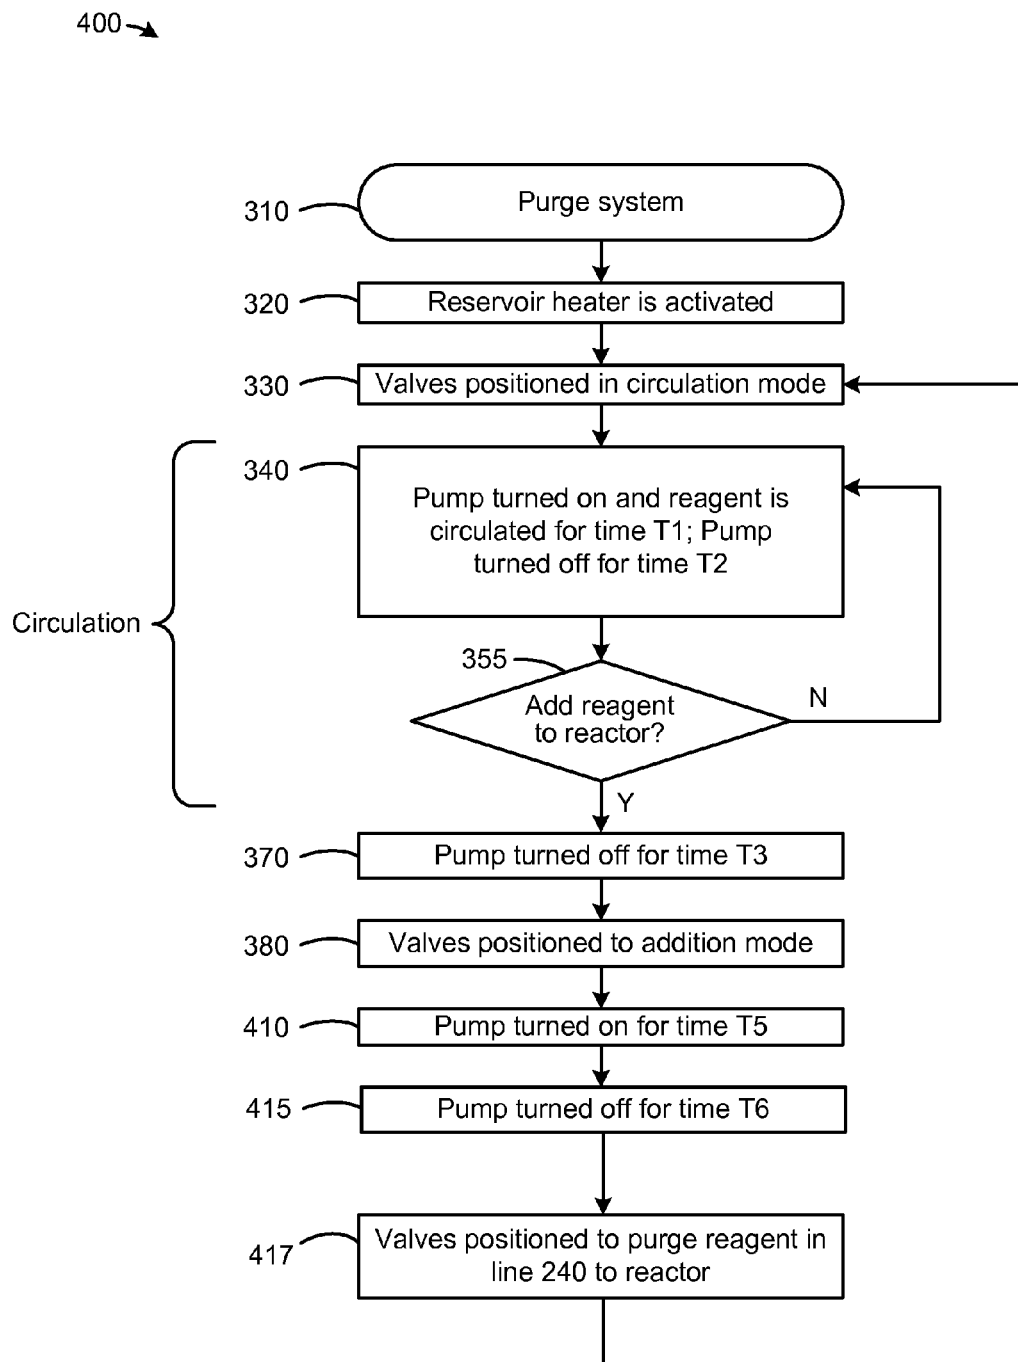 400
310
Purge system
320
Reservoir heater is activated
330
Valves positioned in circulation mode
340
Pump turned on and reagent is
circulated for time T1; Pump
turned off for time T2
Circulation
355
Add reagent
to reactor?
N
Y
370
Pump turned off for time T3
380
Valves positioned to addition mode
410
Pump turned on for time T5
415
Pump turned off for time T6
417
Valves positioned to purge reagent in
line 240 to reactor